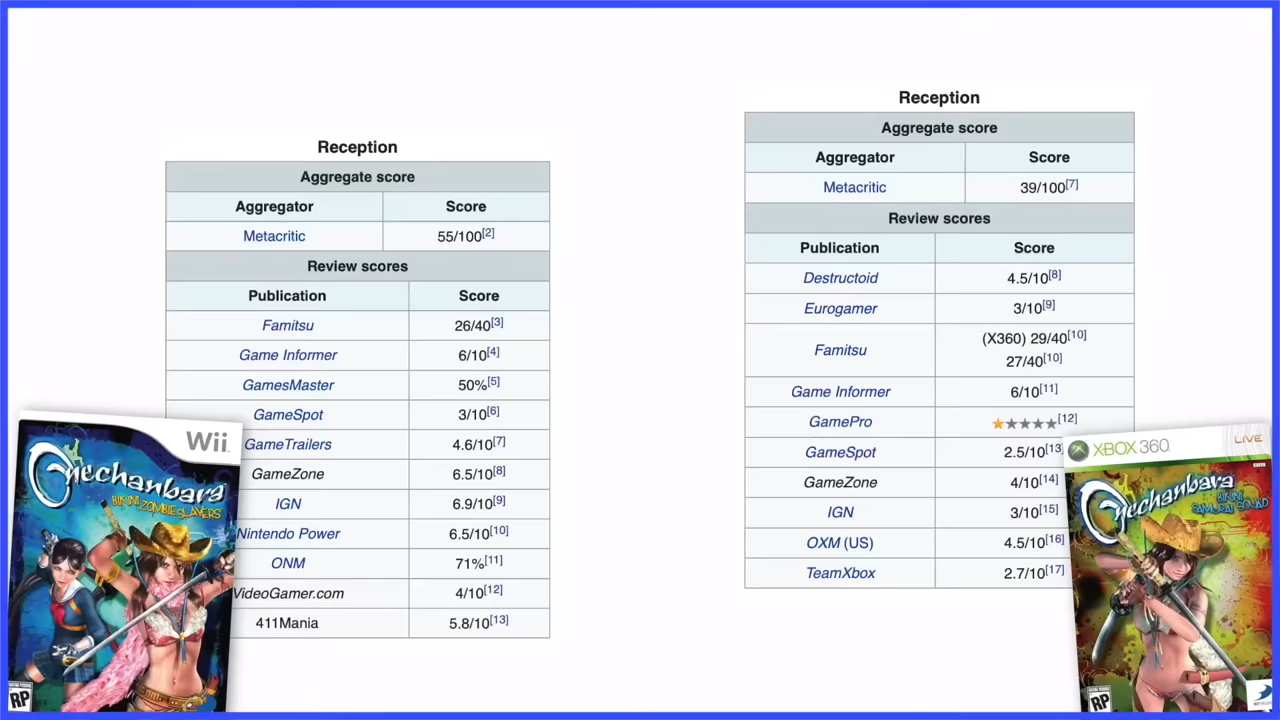 Reception
Aggregate score
Aggregator Score
Metacritic 55/100[2]
Review scores
Publication Score
Famitsu 26/40[3]
Game Informer 6/10[4]
GamesMaster 50%[5]
GameSpot 3/10[6]
GameTrailers 4.6/10[7]
GameZone 6.5/10[8]
IGN 6.9/10[9]
Nintendo Power 6.5/10[10]
ONM 71%[11]
VideoGamer.com 4/10[12]
411Mania 5.8/10[13]
Wii
Onechanbara
BIKINI ZOMBIE SLAYERS
RP
Reception
Aggregate score
Aggregator Score
Metacritic 39/100[7]
Review scores
Publication Score
Destructoid 4.5/10[8]
Eurogamer 3/10[9]
Famitsu (X360) 29/40[10]
27/40[10]
Game Informer 6/10[11]
GamePro ★★★★★[12]
GameSpot 2.5/10[13]
GameZone 4/10[14]
IGN 3/10[15]
OXM (US) 4.5/10[16]
TeamXbox 2.7/10[17]
XBOX 360 LIVE
Onechanbara
BIKINI
SAMURAI SQUAD
RP